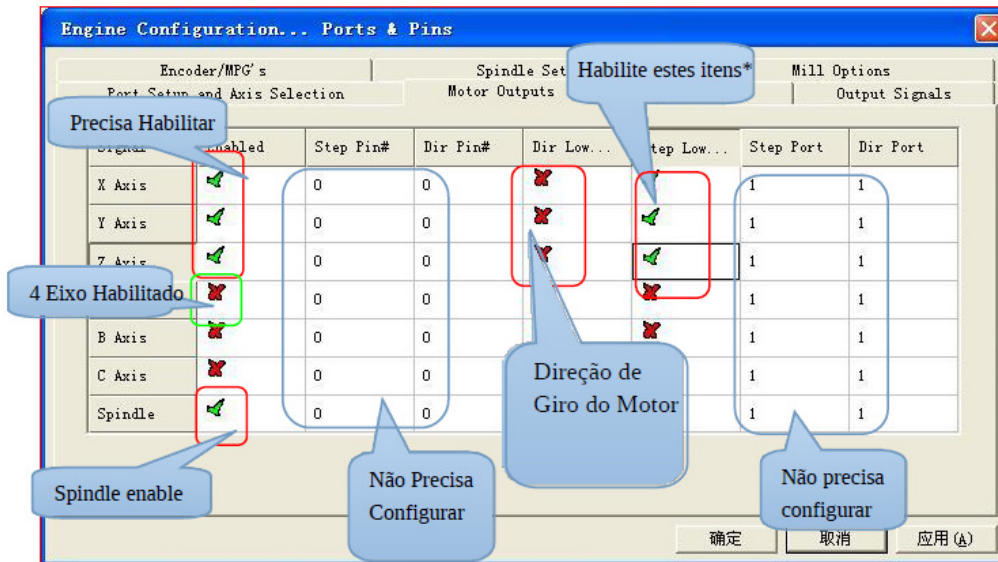 Engine Configuration... Ports & Pins
Encoder/MPG's
Spindle Set
Habilite estes itens*
Mill Options
Port Setup and Axis Selection
Motor Outputs
Output Signals
Precisa Habilitar
Signal
Enabled
Step Pin#
Dir Pin#
Dir Low...
Step Low...
Step Port
Dir Port
X Axis
0
0
1
1
Y Axis
0
0
1
1
Z Axis
0
0
1
1
4 Eixo Habilitado
0
0
1
1
B Axis
0
0
1
1
C Axis
0
0
1
1
Spindle
0
0
1
1
Direção de
Giro do Motor
Spindle enable
Não Precisa
Configurar
Não precisa
configurar
确定
取消
应用(A)